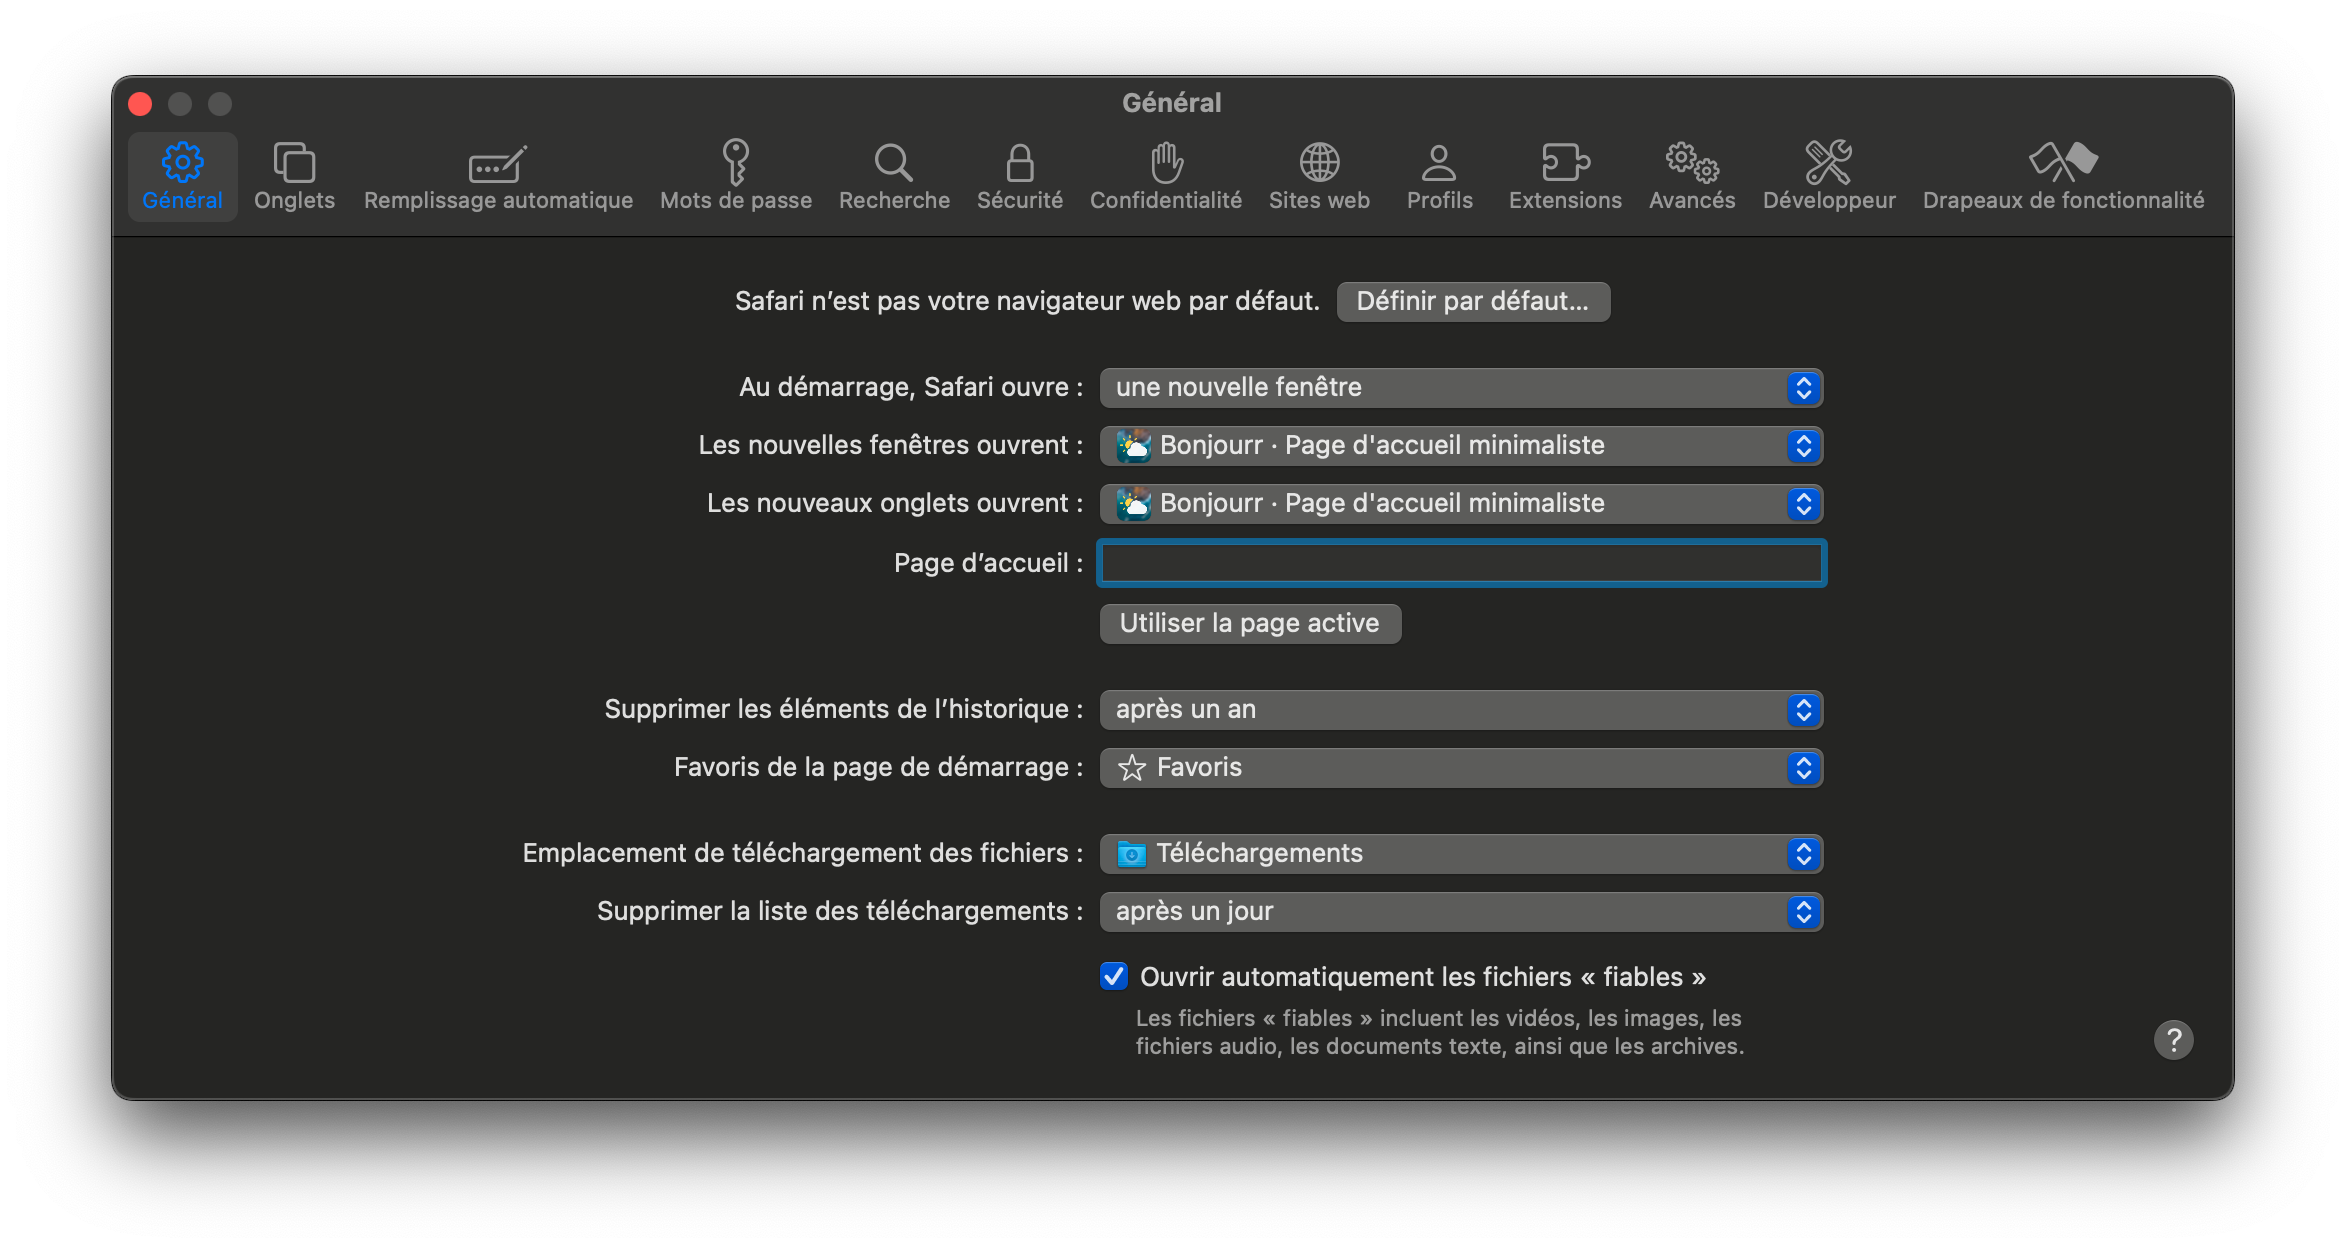 Général
Général
Onglets
Remplissage automatique
Mots de passe
Recherche
Sécurité
Confidentialité
Sites web
Profils
Extensions
Avancés
Développeur
Drapeaux de fonctionnalité
Safari n’est pas votre navigateur web par défaut. Définir par défaut...
Au démarrage, Safari ouvre : une nouvelle fenêtre
Les nouvelles fenêtres ouvrent : Bonjourr · Page d'accueil minimaliste
Les nouveaux onglets ouvrent : Bonjourr · Page d'accueil minimaliste
Page d’accueil :
Utiliser la page active
Supprimer les éléments de l’historique : après un an
Favoris de la page de démarrage : Favoris
Emplacement de téléchargement des fichiers : Téléchargements
Supprimer la liste des téléchargements : après un jour
Ouvrir automatiquement les fichiers « fiables »
Les fichiers « fiables » incluent les vidéos, les images, les
fichiers audio, les documents texte, ainsi que les archives.
?